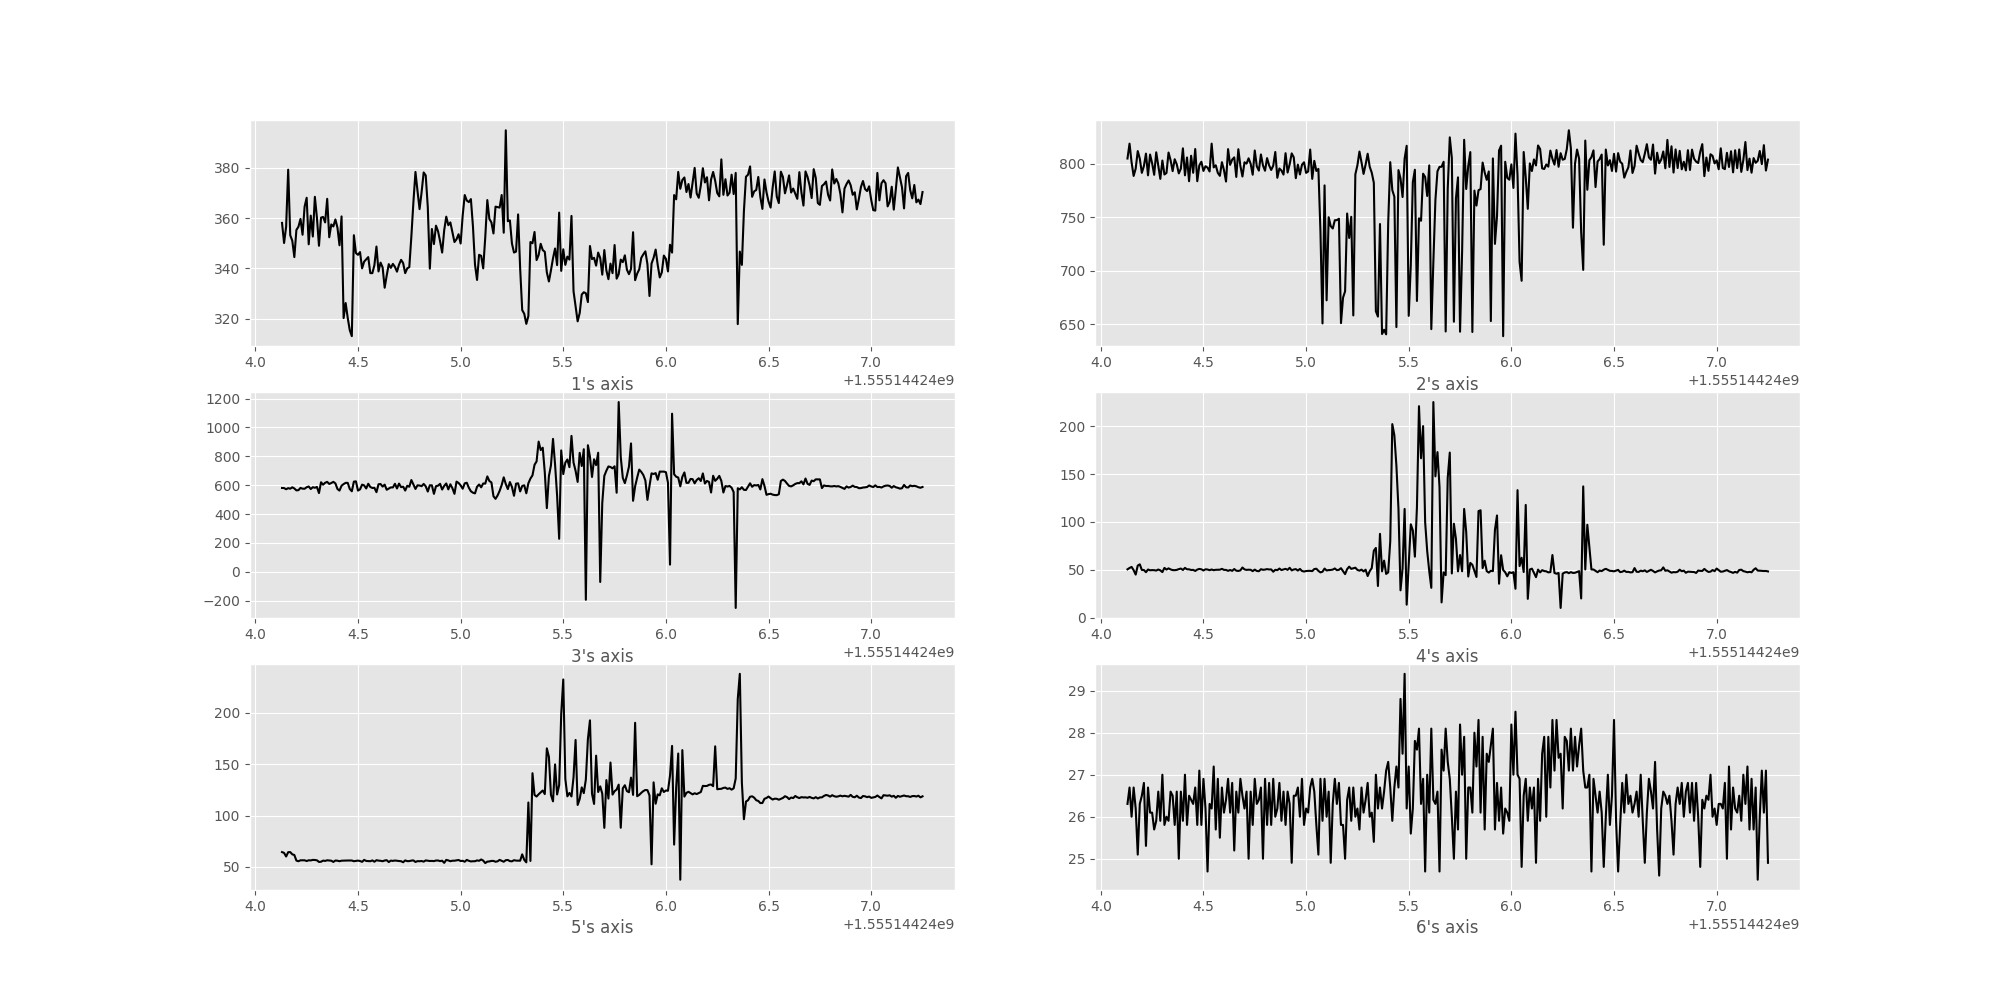 380
360
340
320
4.0 4.5 5.0 5.5 6.0 6.5 7.0
1's axis +1.55514424e9
800
750
700
650
4.0 4.5 5.0 5.5 6.0 6.5 7.0
2's axis +1.55514424e9
1200
1000
800
600
400
200
0
−200
4.0 4.5 5.0 5.5 6.0 6.5 7.0
3's axis +1.55514424e9
200
150
100
50
0
4.0 4.5 5.0 5.5 6.0 6.5 7.0
4's axis +1.55514424e9
200
150
100
50
4.0 4.5 5.0 5.5 6.0 6.5 7.0
5's axis +1.55514424e9
29
28
27
26
25
4.0 4.5 5.0 5.5 6.0 6.5 7.0
6's axis +1.55514424e9